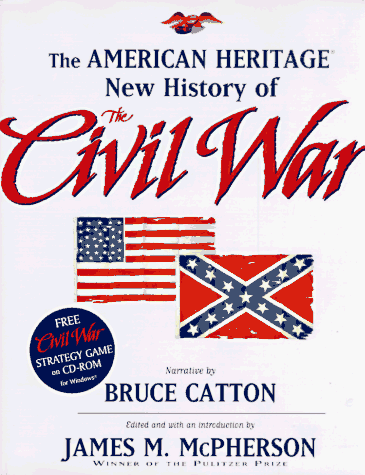 The AMERICAN HERITAGE®
New History of
The
Civil War
FREE
Civil War
STRATEGY GAME
on CD-ROM
for Windows®
Narrative by
BRUCE CATTON
Edited and with an introduction by
JAMES M. McPHERSON
WINNER OF THE PULITZER PRIZE